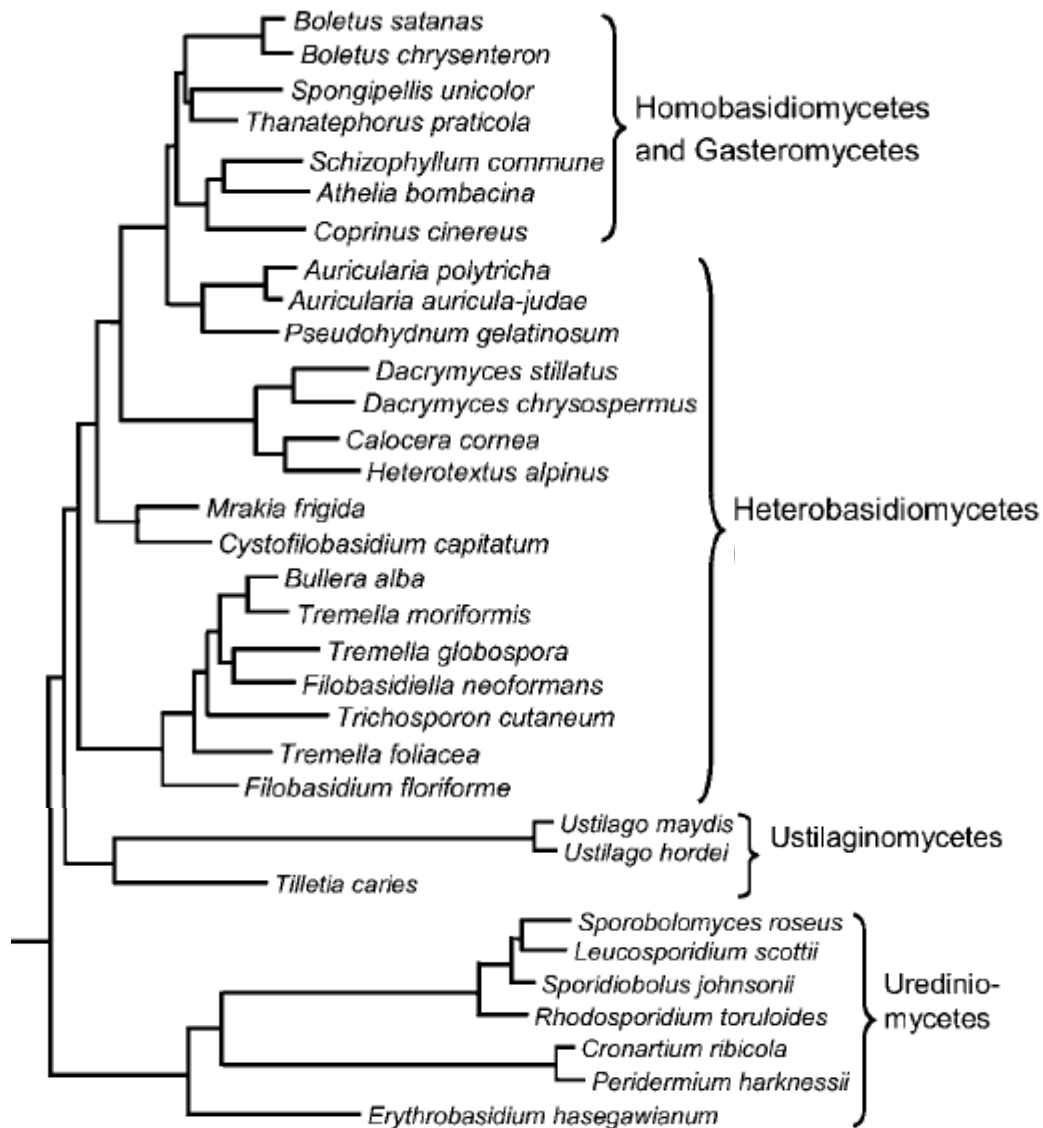 Boletus satanas
Boletus chrysenteron
Spongipellis unicolor
Thanatephorus praticola
Schizophyllum commune
Athelia bombacina
Coprinus cinereus
Homobasidiomycetes
and Gasteromycetes
Auricularia polytricha
Auricularia auricula-judae
Pseudohydnum gelatinosum
Dacrymyces stillatus
Dacrymyces chrysospermus
Calocera cornea
Heterotextus alpinus
Mrakia frigida
Cystofilobasidium capitatum
Bullera alba
Tremella moriformis
Tremella globospora
Filobasidiella neoformans
Trichosporon cutaneum
Tremella foliacea
Filobasidium floriforme
Heterobasidiomycetes
Ustilago maydis
Ustilago hordei
Tilletia caries
Ustilaginomycetes
Sporobolomyces roseus
Leucosporidium scottii
Sporidiobolus johnsonii
Rhodosporidium toruloides
Cronartium ribicola
Peridermium harknessii
Erythrobasidium hasegawianum
Uredinio-
mycetes